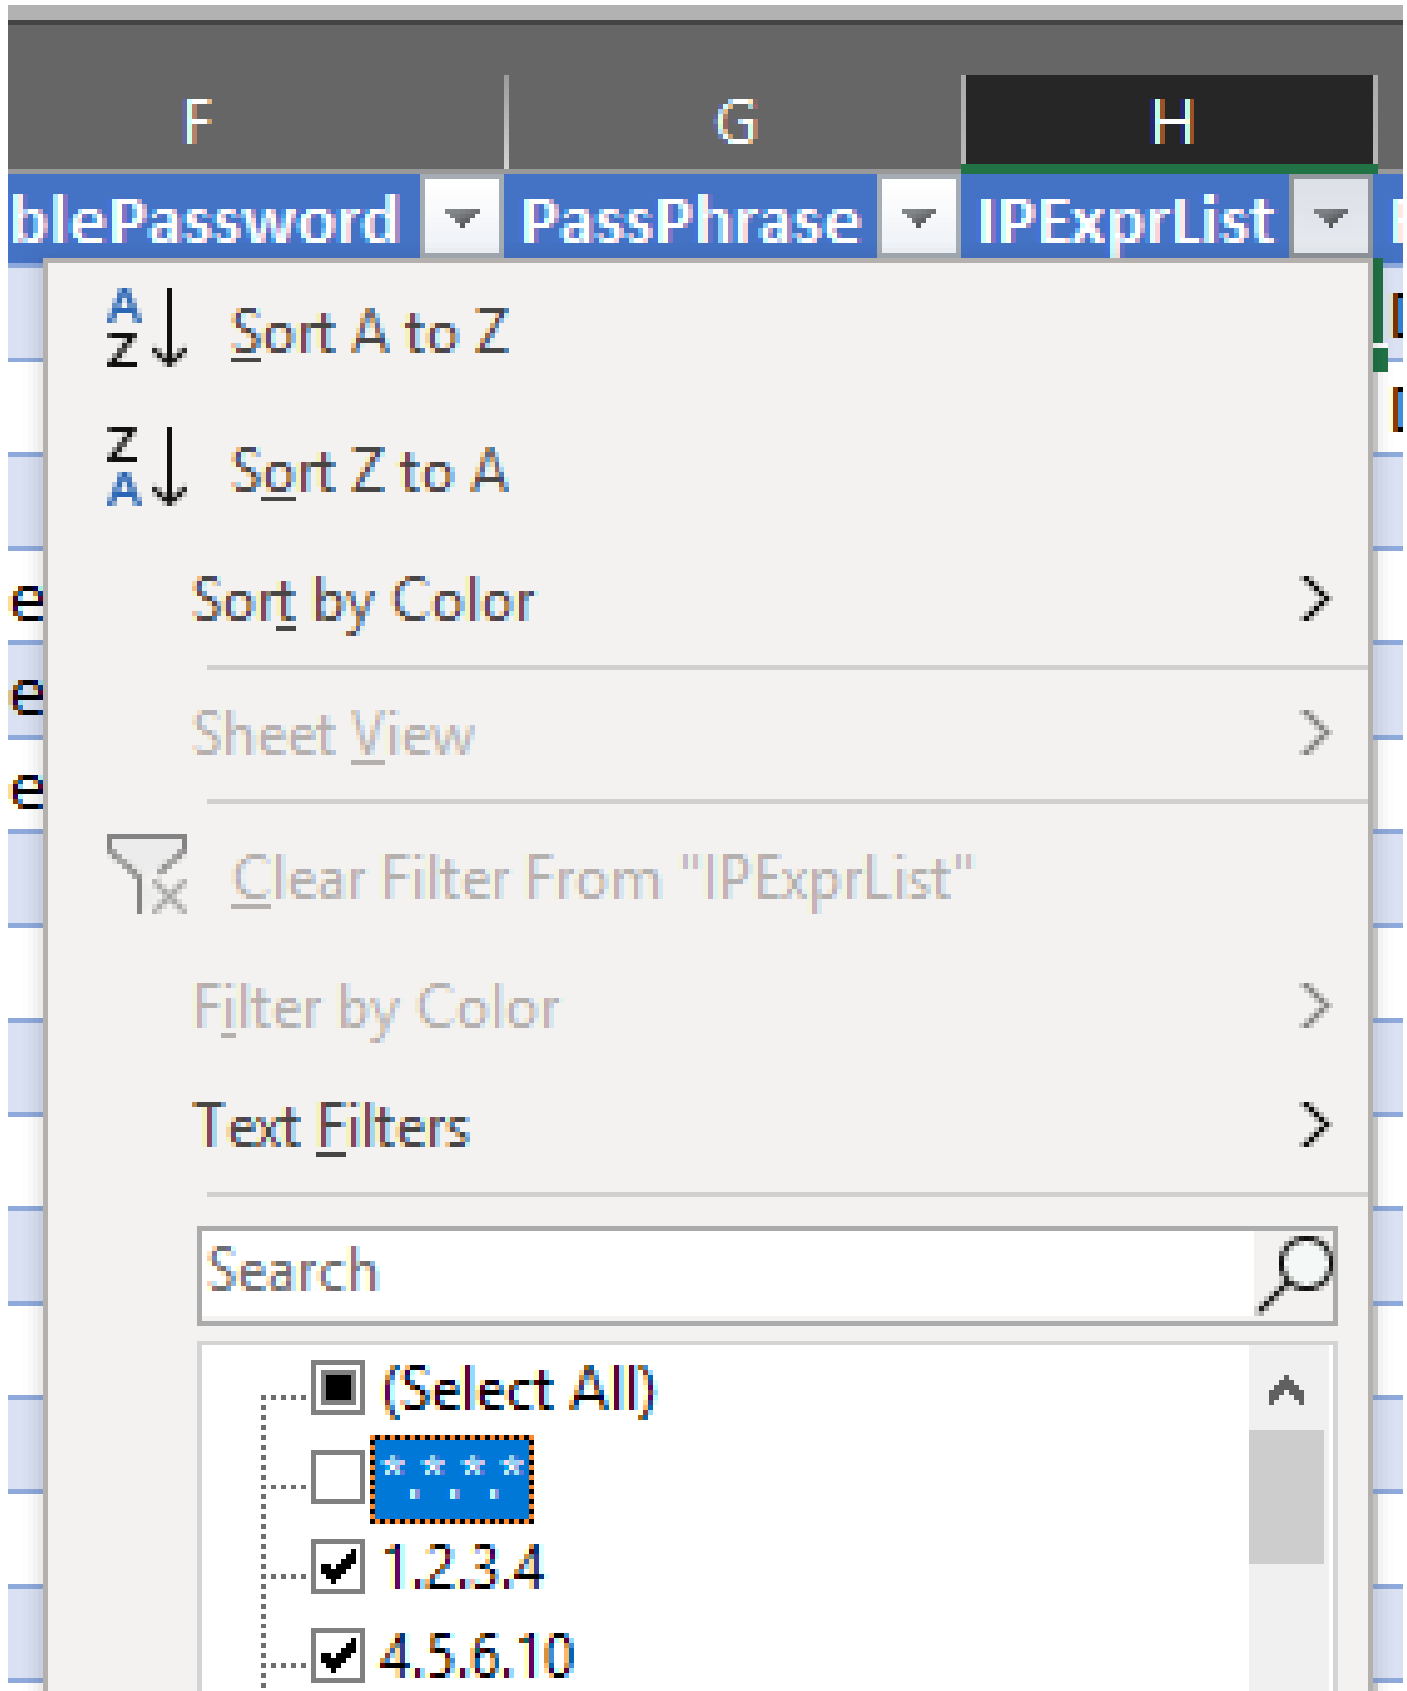 F G H
blePassword PassPhrase IPExprList
Sort A to Z
Sort Z to A
Sort by Color
Sheet View
Clear Filter From "IPExprList"
Filter by Color
Text Filters
Search
(Select All)
*.*.*.*
1.2.3.4
4.5.6.10